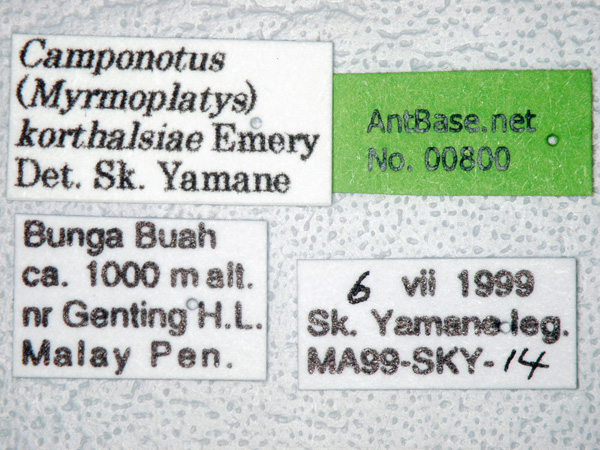 Camponotus
(Myrmoplatys)
korthalsiae Emery
Det. Sk. Yamane
AntBase.net
No. 00800
Bunga Buah
ca. 1000 m alt.
nr Genting H.L.
Malay Pen.
6 vii 1999
Sk. Yamane leg.
MA99-SKY-14